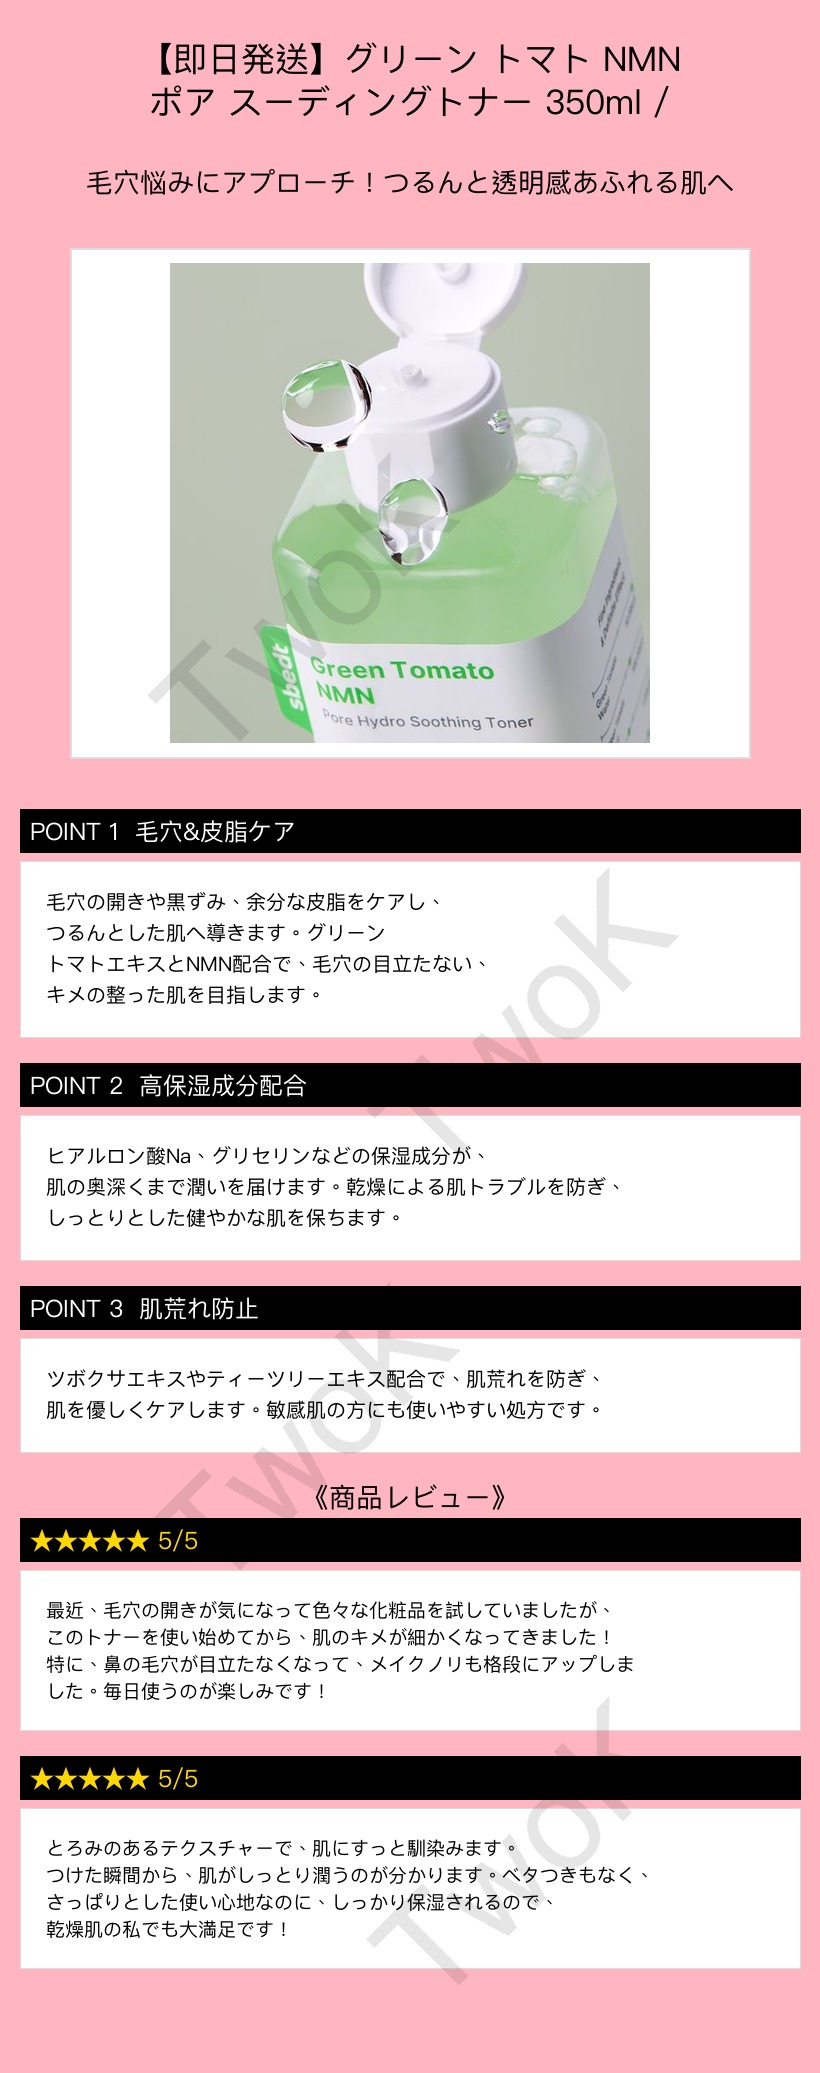 【即日発送】グリーン トマト NMN
ポア スーディングトナー 350ml /
毛穴悩みにアプローチ！つるんと透明感あふれる肌へ
sbedt
Green Tomato
NMN
Pore Hydro Soothing Toner
TwoK
POINT 1 毛穴&皮脂ケア
毛穴の開きや黒ずみ、余分な皮脂をケアし、
つるんとした肌へ導きます。グリーン
トマトエキスとNMN配合で、毛穴の目立たない、
キメの整った肌を目指します。
TwoK
POINT 2 高保湿成分配合
ヒアルロン酸Na、グリセリンなどの保湿成分が、
肌の奥深くまで潤いを届けます。乾燥による肌トラブルを防ぎ、
しっとりとした健やかな肌を保ちます。
POINT 3 肌荒れ防止
ツボクサエキスやティーツリーエキス配合で、肌荒れを防ぎ、
肌を優しくケアします。敏感肌の方にも使いやすい処方です。
TwoK
《商品レビュー》
★★★★★ 5/5
最近、毛穴の開きが気になって色々な化粧品を試していましたが、
このトナーを使い始めてから、肌のキメが細かくなってきました！
特に、鼻の毛穴が目立たなくなって、メイクノリも格段にアップしま
した。毎日使うのが楽しみです！
★★★★★ 5/5
とろみのあるテクスチャーで、肌にすっと馴染みます。
つけた瞬間から、肌がしっとり潤うのが分かります。ベタつきもなく、
さっぱりとした使い心地なのに、しっかり保湿されるので、
乾燥肌の私でも大満足です！
TwoK